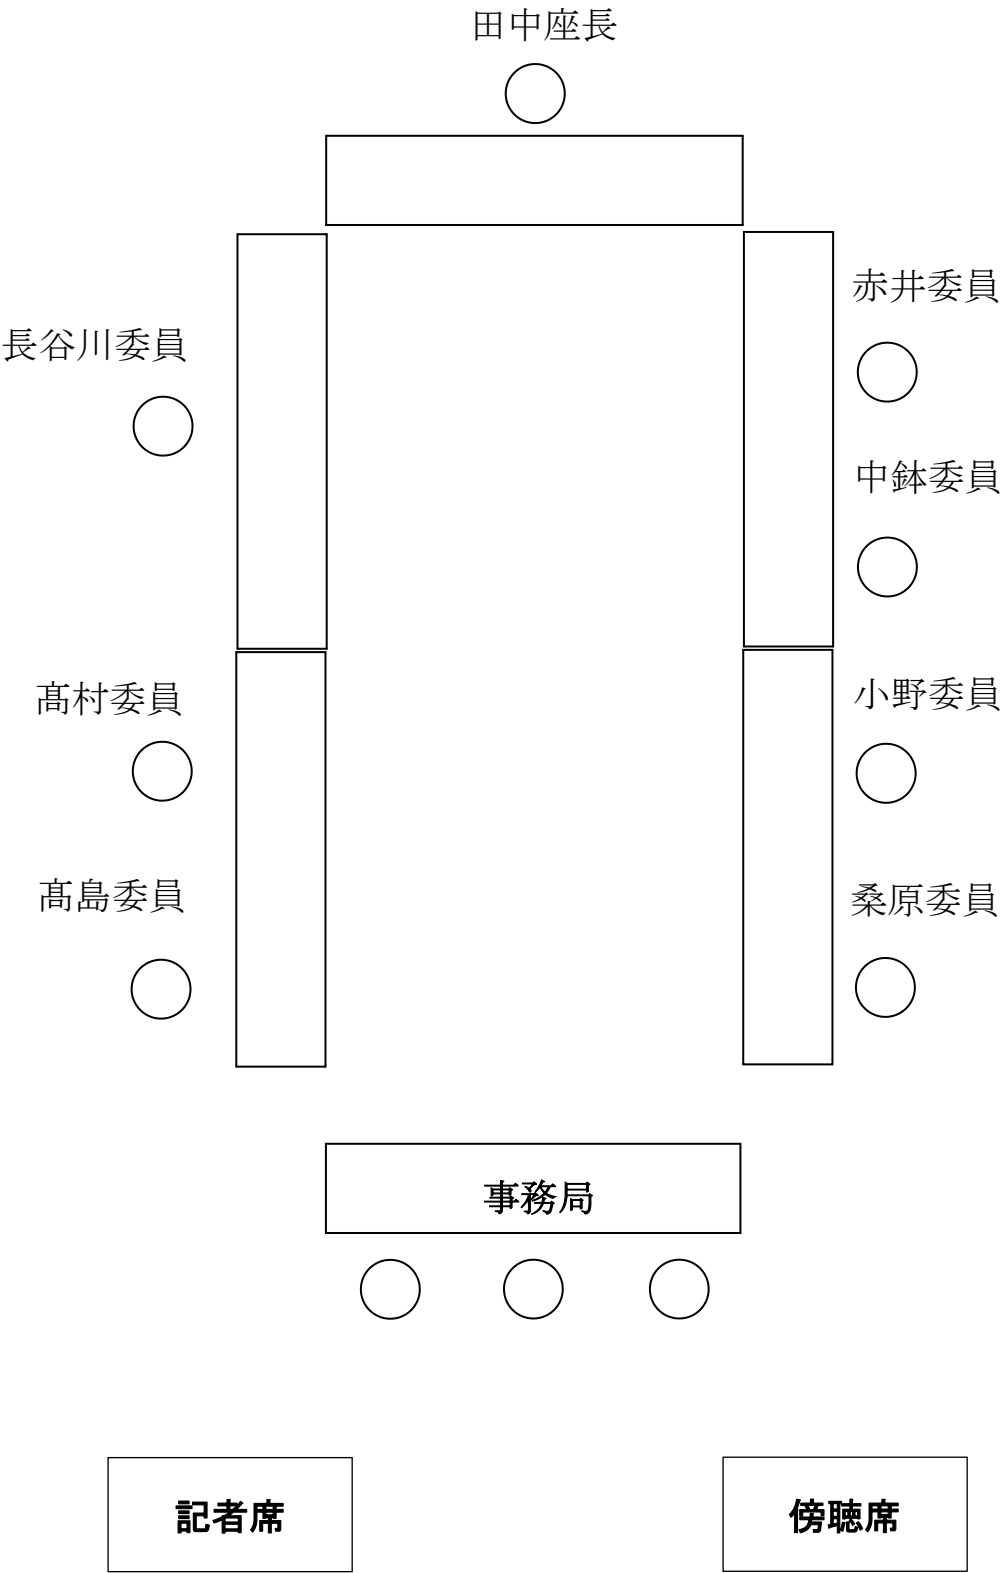 田中座長
赤井委員
長谷川委員
中鉢委員
髙村委員
小野委員
髙島委員
桑原委員
事務局
記者席
傍聴席